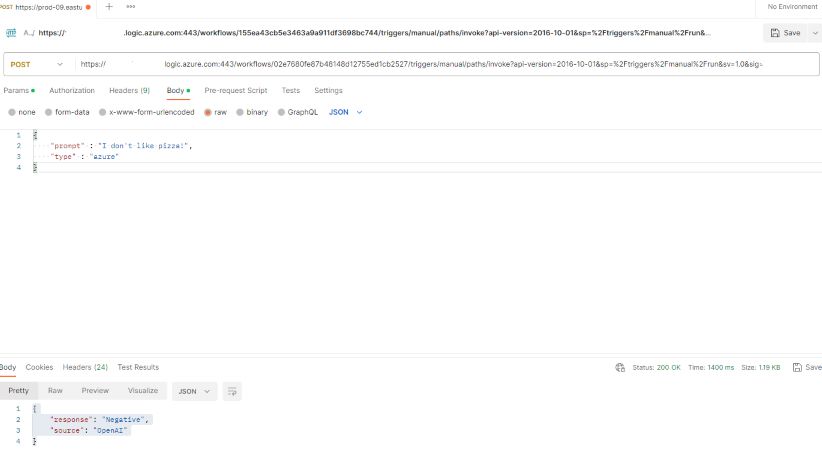 POST https://prod-09.eastu + ••• No Environment
A../ https://' .logic.azure.com:443/workflows/155ea43cb5e3463a9a911df3698bc744/triggers/manual/paths/invoke?api-version=2016-10-01&sp=%2Ftriggers%2Fmanual%2Frun&... Save
POST https:// logic.azure.com:443/workflows/02e7680fe87b48148d12755ed1cb2527/triggers/manual/paths/invoke?api-version=2016-10-01&sp=%2Ftriggers%2Fmanual%2Frun&sv=1.0&sig=
Params Authorization Headers (9) Body Pre-request Script Tests Settings
none form-data x-www-form-urlencoded raw binary GraphQL JSON
1 {
2 "prompt" : "I don't like pizza!",
3 "type" : "azure"
4 }
Body Cookies Headers (24) Test Results Status: 200 OK Time: 1400 ms Size: 1.19 KB Save
Pretty Raw Preview Visualize JSON
1 {
2 "response": "Negative",
3 "source": "OpenAI"
4 }